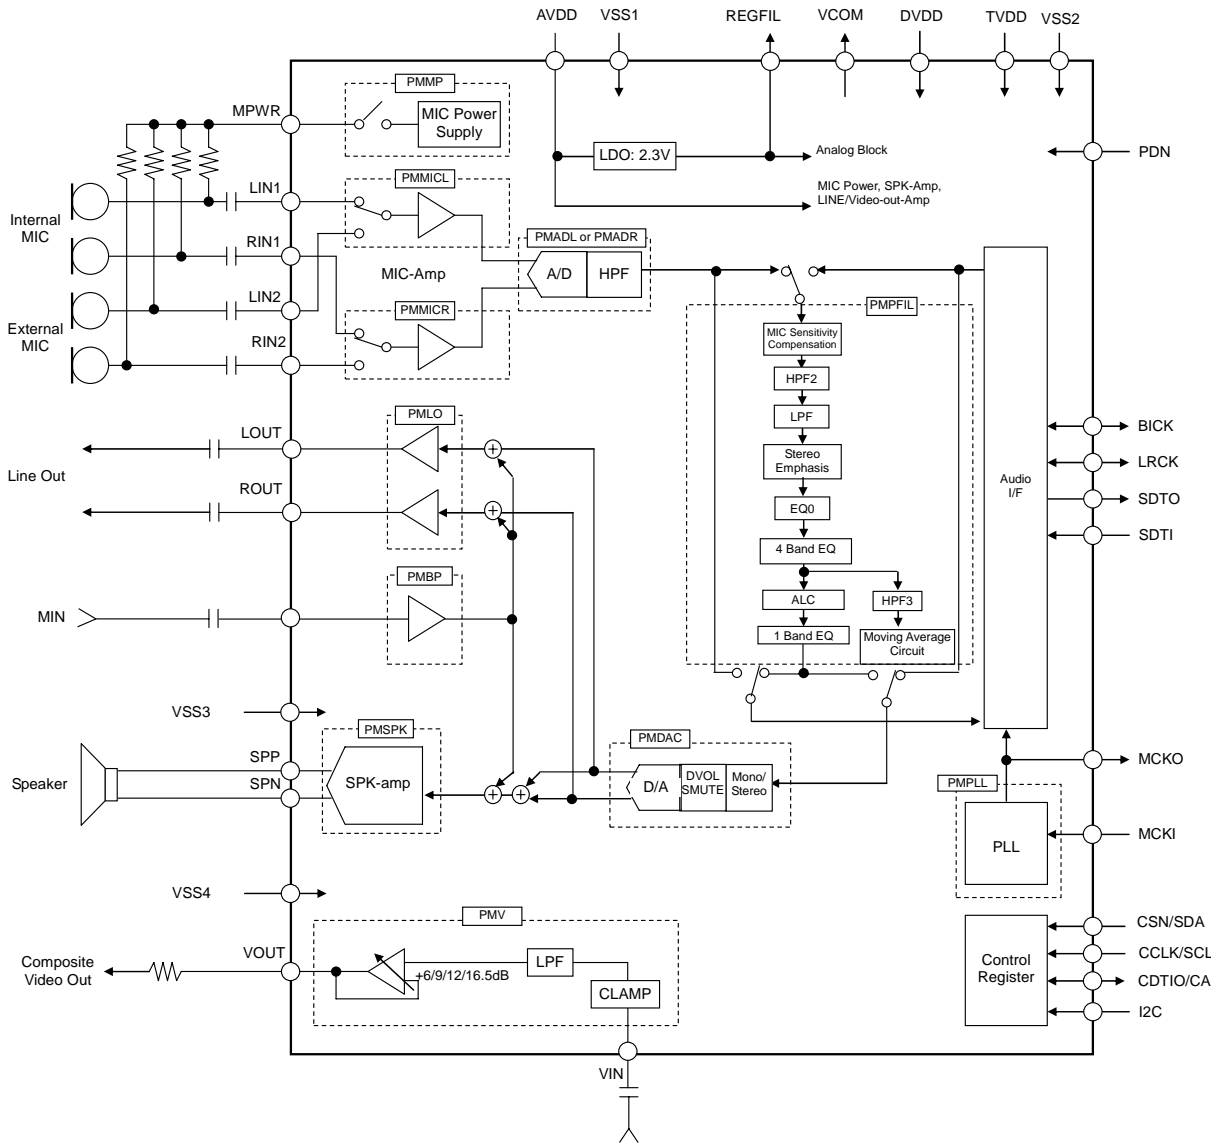 AVDD VSS1 REGFIL VCOM DVDD TVDD VSS2
PMMP
MPWR
MIC Power
Supply
LDO: 2.3V
Analog Block
PDN
MIC Power, SPK-Amp,
LINE/Video-out-Amp
LIN1
PMMICL
Internal
MIC
RIN1
PMADL or PMADR
MIC-Amp
A/D
HPF
LIN2
PMMICR
PMPFIL
External
MIC
RIN2
MIC Sensitivity
Compensation
HPF2
LPF
Stereo
Emphasis
EQ0
4 Band EQ
ALC
HPF3
1 Band EQ
Moving Average
Circuit
Audio
I/F
BICK
LRCK
SDTO
SDTI
LOUT
PMLO
Line Out
ROUT
PMBP
MIN
VSS3
PMSPK
PMDAC
SPP
Speaker
SPN
SPK-amp
D/A
DVOL
SMUTE
Mono/
Stereo
MCKO
PMPLL
PLL
MCKI
VSS4
PMV
VOUT
Composite
Video Out
+6/9/12/16.5dB
LPF
CLAMP
VIN
Control
Register
CSN/SDA
CCLK/SCL
CDTIO/CA
I2C